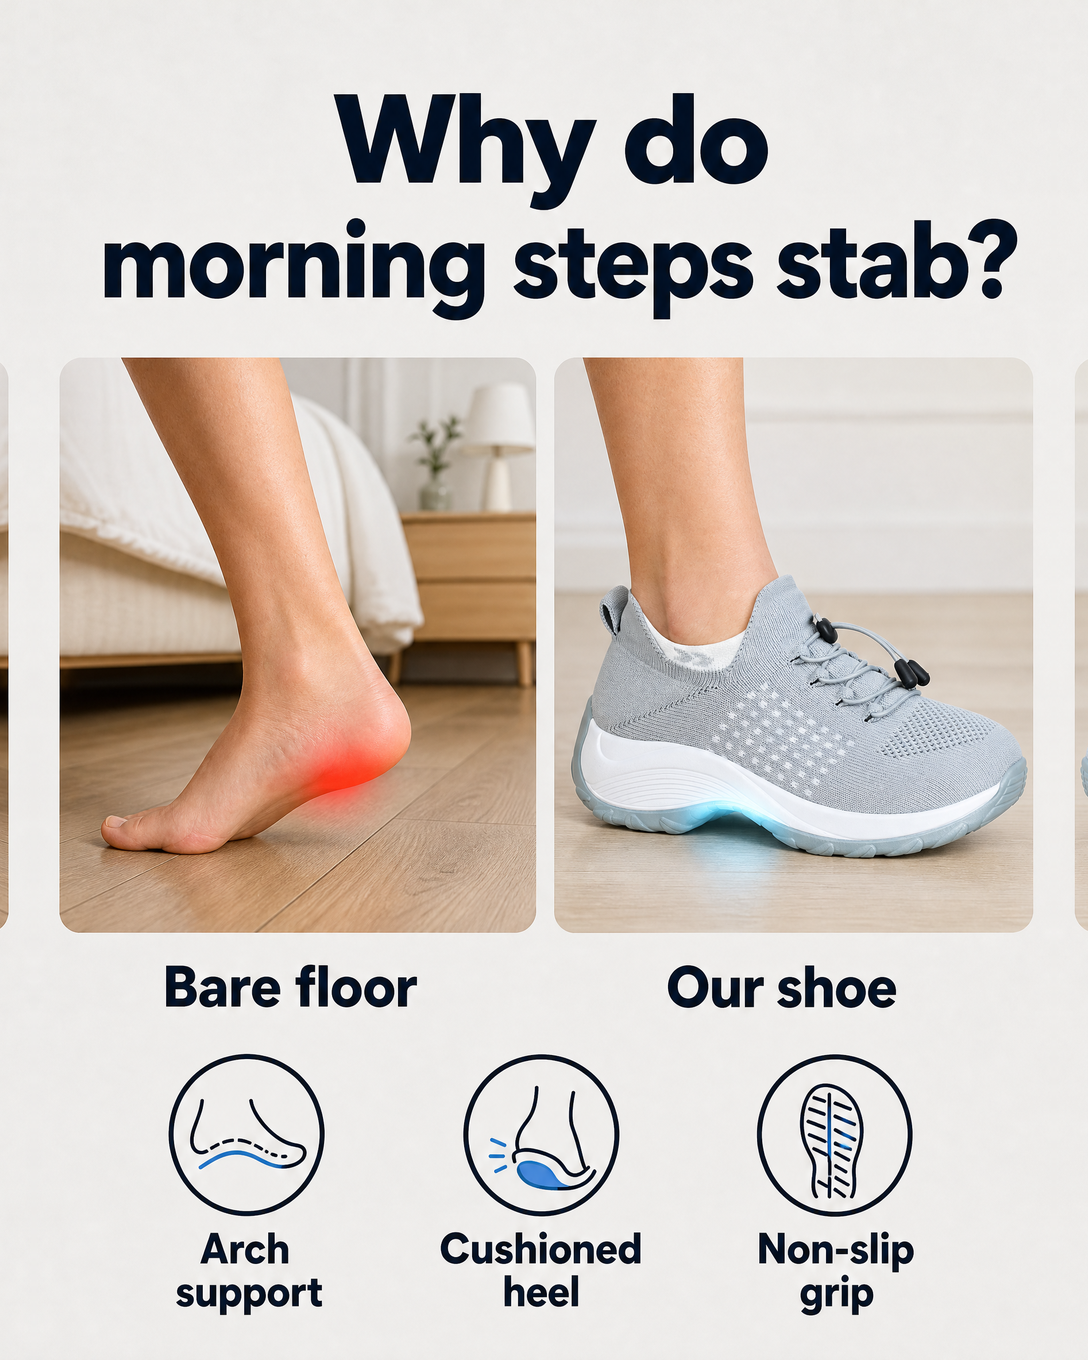 Why do
morning steps stab?
Bare floor
Our shoe
Arch
support
Cushioned
heel
Non-slip
grip